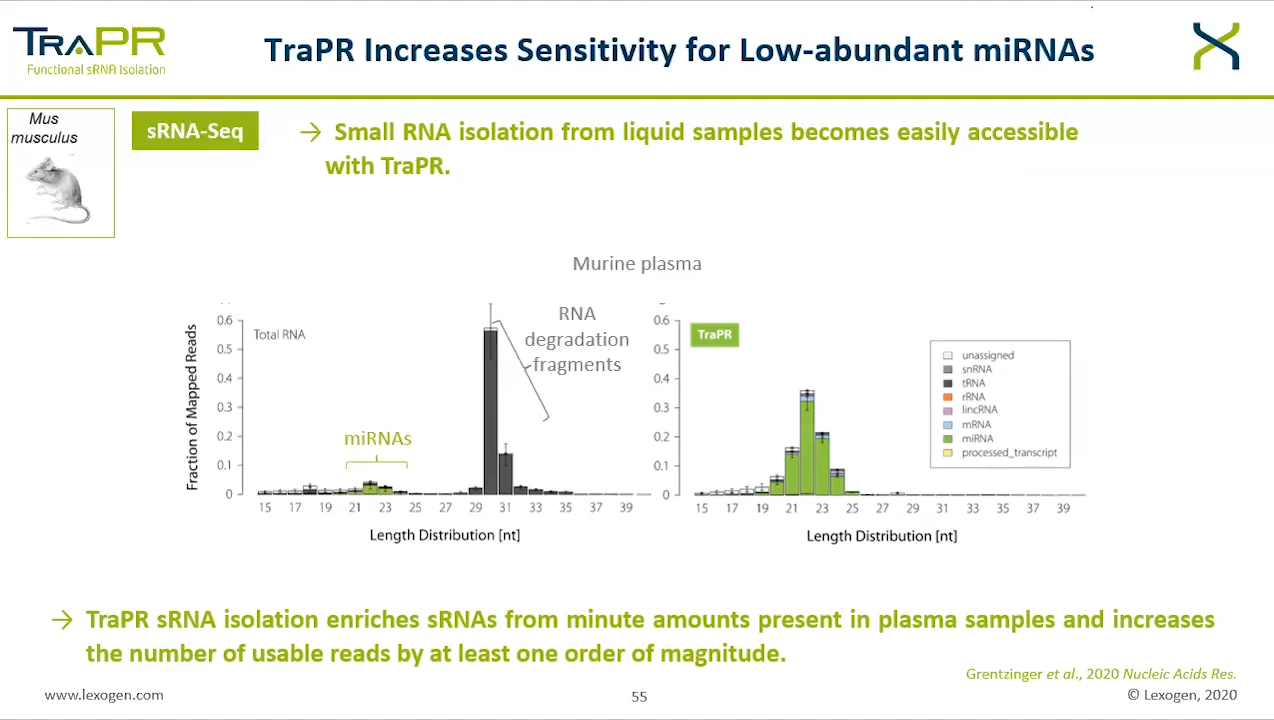 TRAPR
Functional sRNA Isolation
TraPR Increases Sensitivity for Low-abundant miRNAs
Mus
musculus
sRNA-Seq
→ Small RNA isolation from liquid samples becomes easily accessible
with TraPR.
Murine plasma
Fraction of Mapped Reads
0.6
0.5
0.4
0.3
0.2
0.1
0
Total RNA
RNA
degradation
fragments
miRNAs
15 17 19 21 23 25 27 29 31 33 35 37 39
Length Distribution [nt]
0.6
0.5
0.4
0.3
0.2
0.1
0
TraPR
unassigned
snRNA
tRNA
rRNA
lincRNA
mRNA
miRNA
processed_transcript
15 17 19 21 23 25 27 29 31 33 35 37 39
Length Distribution [nt]
→ TraPR sRNA isolation enriches sRNAs from minute amounts present in plasma samples and increases
the number of usable reads by at least one order of magnitude.
Grentzinger et al., 2020 Nucleic Acids Res.
www.lexogen.com
55
© Lexogen, 2020